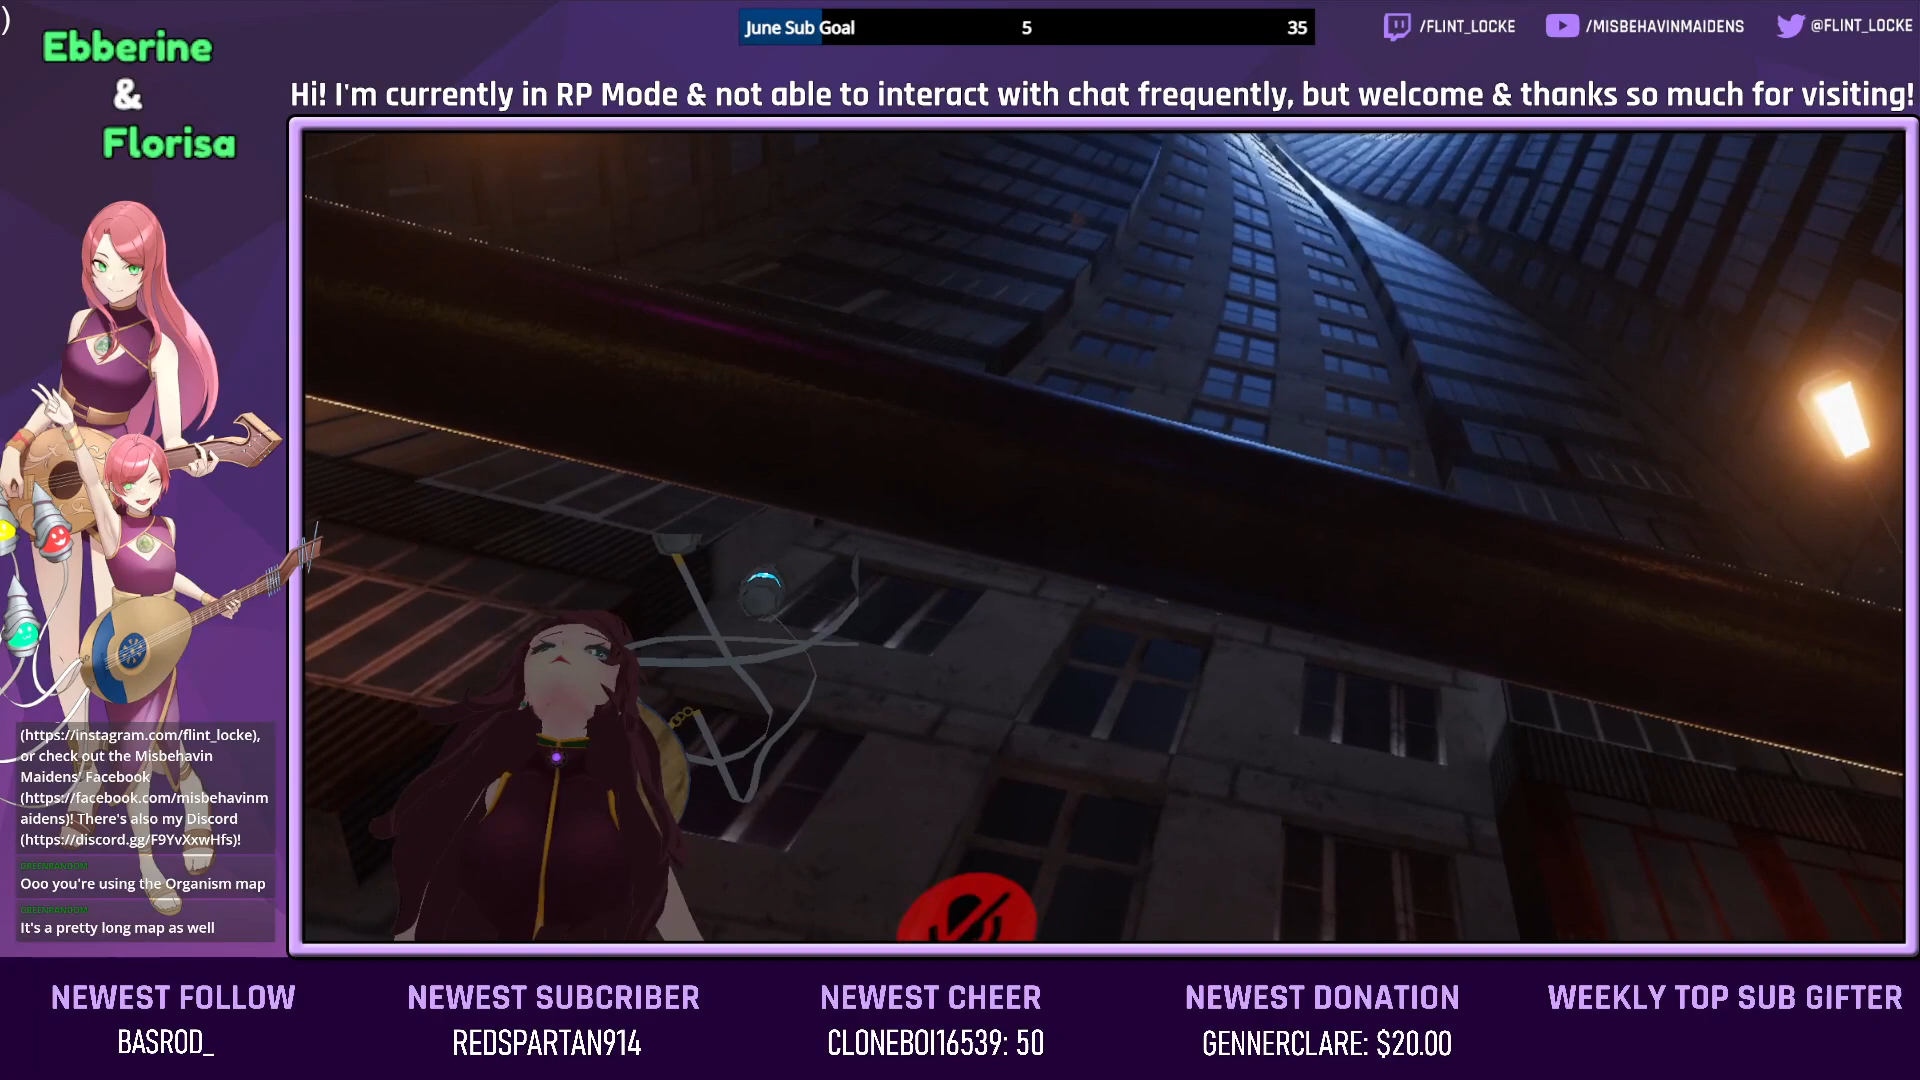 )
Ebberine
&
Florisa
June Sub Goal 5 35
/FLINT_LOCKE /MISBEHAVINMAIDENS @FLINT_LOCKE
Hi! I'm currently in RP Mode & not able to interact with chat frequently, but welcome & thanks so much for visiting!
(https://instagram.com/flint_locke),
or check out the Misbehavin
Maidens' Facebook
(https://facebook.com/misbehavinm
aidens)! There's also my Discord
(https://discord.gg/F9YvXxwHfs)!
GREENRANDOM
Ooo you're using the Organism map
GREENRANDOM
It's a pretty long map as well
NEWEST FOLLOW
BASROD_
NEWEST SUBCRIBER
REDSPARTAN914
NEWEST CHEER
CLONEBOI16539: 50
NEWEST DONATION
GENNERCLARE: $20.00
WEEKLY TOP SUB GIFTER